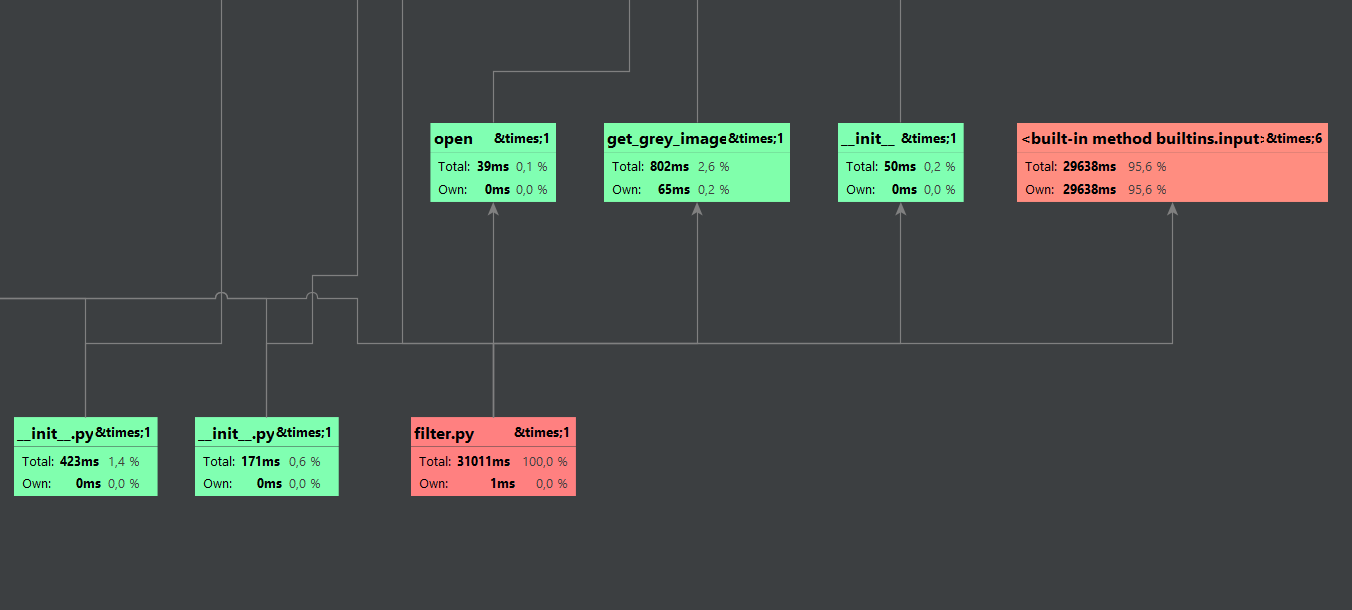 open &times;1
Total: 39ms 0,1 %
Own: 0ms 0,0 %
get_grey_image &times;1
Total: 802ms 2,6 %
Own: 65ms 0,2 %
__init__ &times;1
Total: 50ms 0,2 %
Own: 0ms 0,0 %
<built-in method builtins.input> &times;6
Total: 29638ms 95,6 %
Own: 29638ms 95,6 %
__init__.py &times;1
Total: 423ms 1,4 %
Own: 0ms 0,0 %
__init__.py &times;1
Total: 171ms 0,6 %
Own: 0ms 0,0 %
filter.py &times;1
Total: 31011ms 100,0 %
Own: 1ms 0,0 %